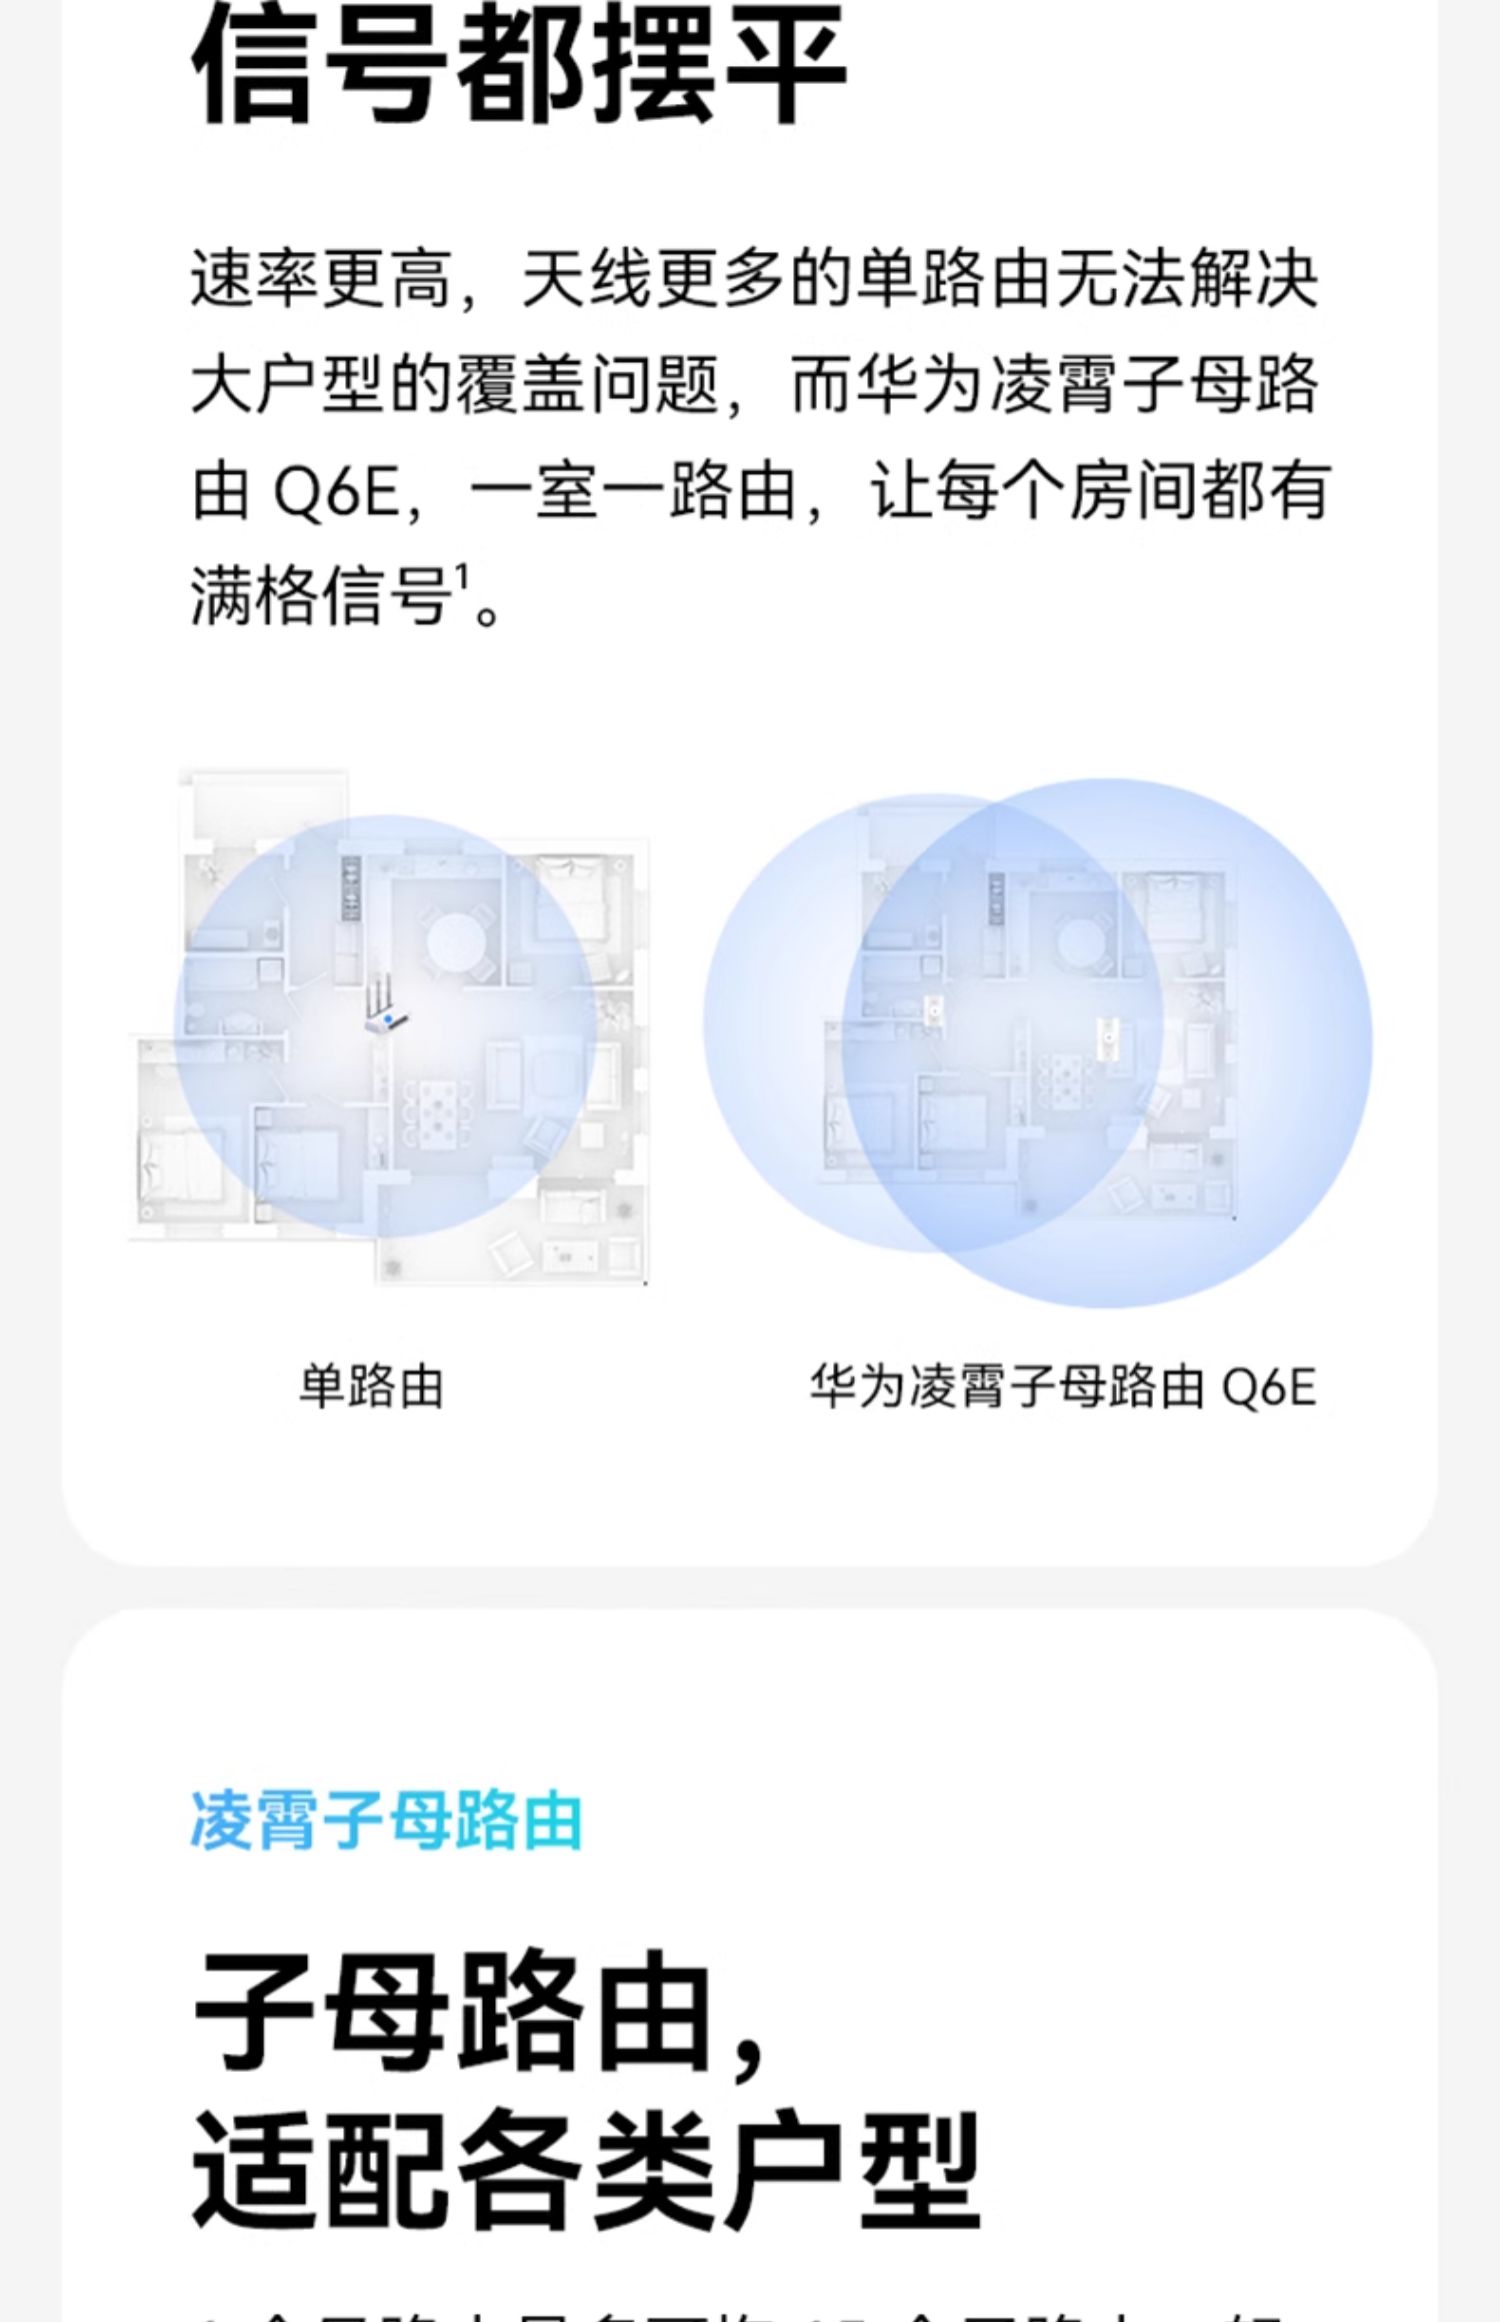 信号都摆平
速率更高，天线更多的单路由无法解决
大户型的覆盖问题，而华为凌霄子母路
由 Q6E，一室一路由，让每个房间都有
满格信号¹。
单路由
华为凌霄子母路由 Q6E
凌霄子母路由
子母路由，
适配各类户型